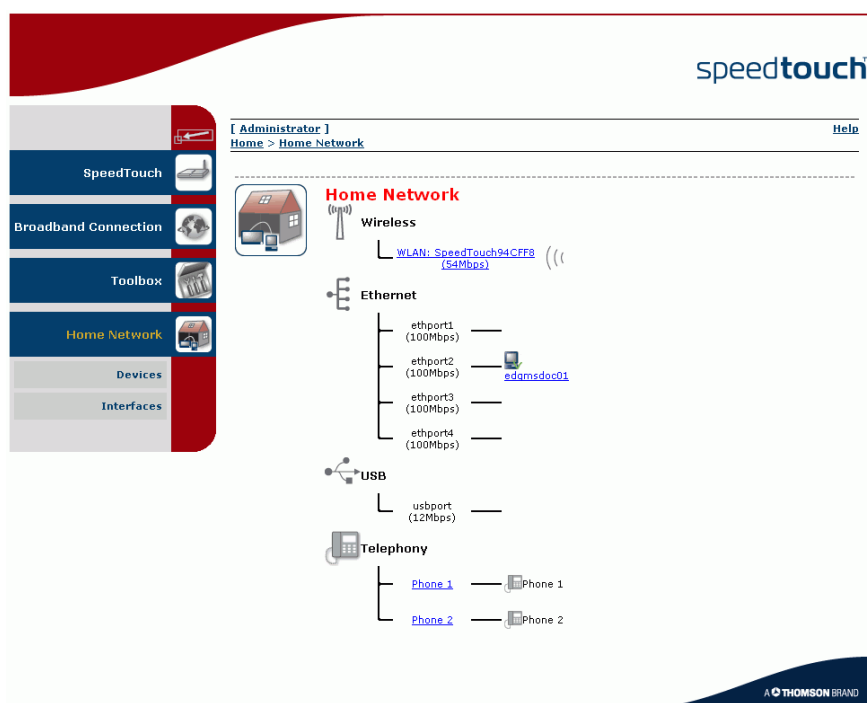 speedtouch™
[ Administrator ]
Help
Home > Home Network
SpeedTouch
Broadband Connection
Toolbox
Home Network
Devices
Interfaces
Home Network
Wireless
WLAN: SpeedTouch94CFF8
(54Mbps)
Ethernet
ethport1
(100Mbps)
ethport2
(100Mbps)
edgmsdoc01
ethport3
(100Mbps)
ethport4
(100Mbps)
USB
usbport
(12Mbps)
Telephony
Phone 1
Phone 1
Phone 2
Phone 2
A THOMSON BRAND